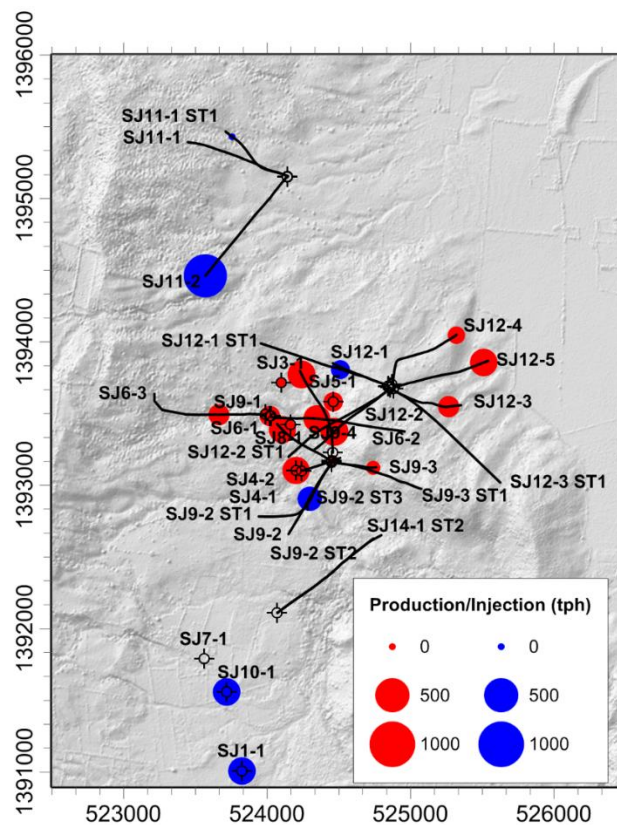 1396000
SJ11-1 ST1
SJ11-1
1395000
SJ11-2
1394000
SJ12-4
SJ12-1 ST1
SJ12-1
SJ3-1
SJ12-5
SJ5-1
SJ6-3
SJ9-1
SJ12-2
SJ12-3
SJ6-1
SJ8-1
SJ9-4
SJ6-2
SJ12-2 ST1
SJ9-3
1393000
SJ4-2
SJ12-3 ST1
SJ4-1
SJ9-2 ST3
SJ9-3 ST1
SJ9-2 ST1
SJ14-1 ST2
SJ9-2
SJ9-2 ST2
Production/Injection (tph)
0 0
500 500
1000 1000
1392000
SJ7-1
SJ10-1
SJ1-1
1391000
523000 524000 525000 526000